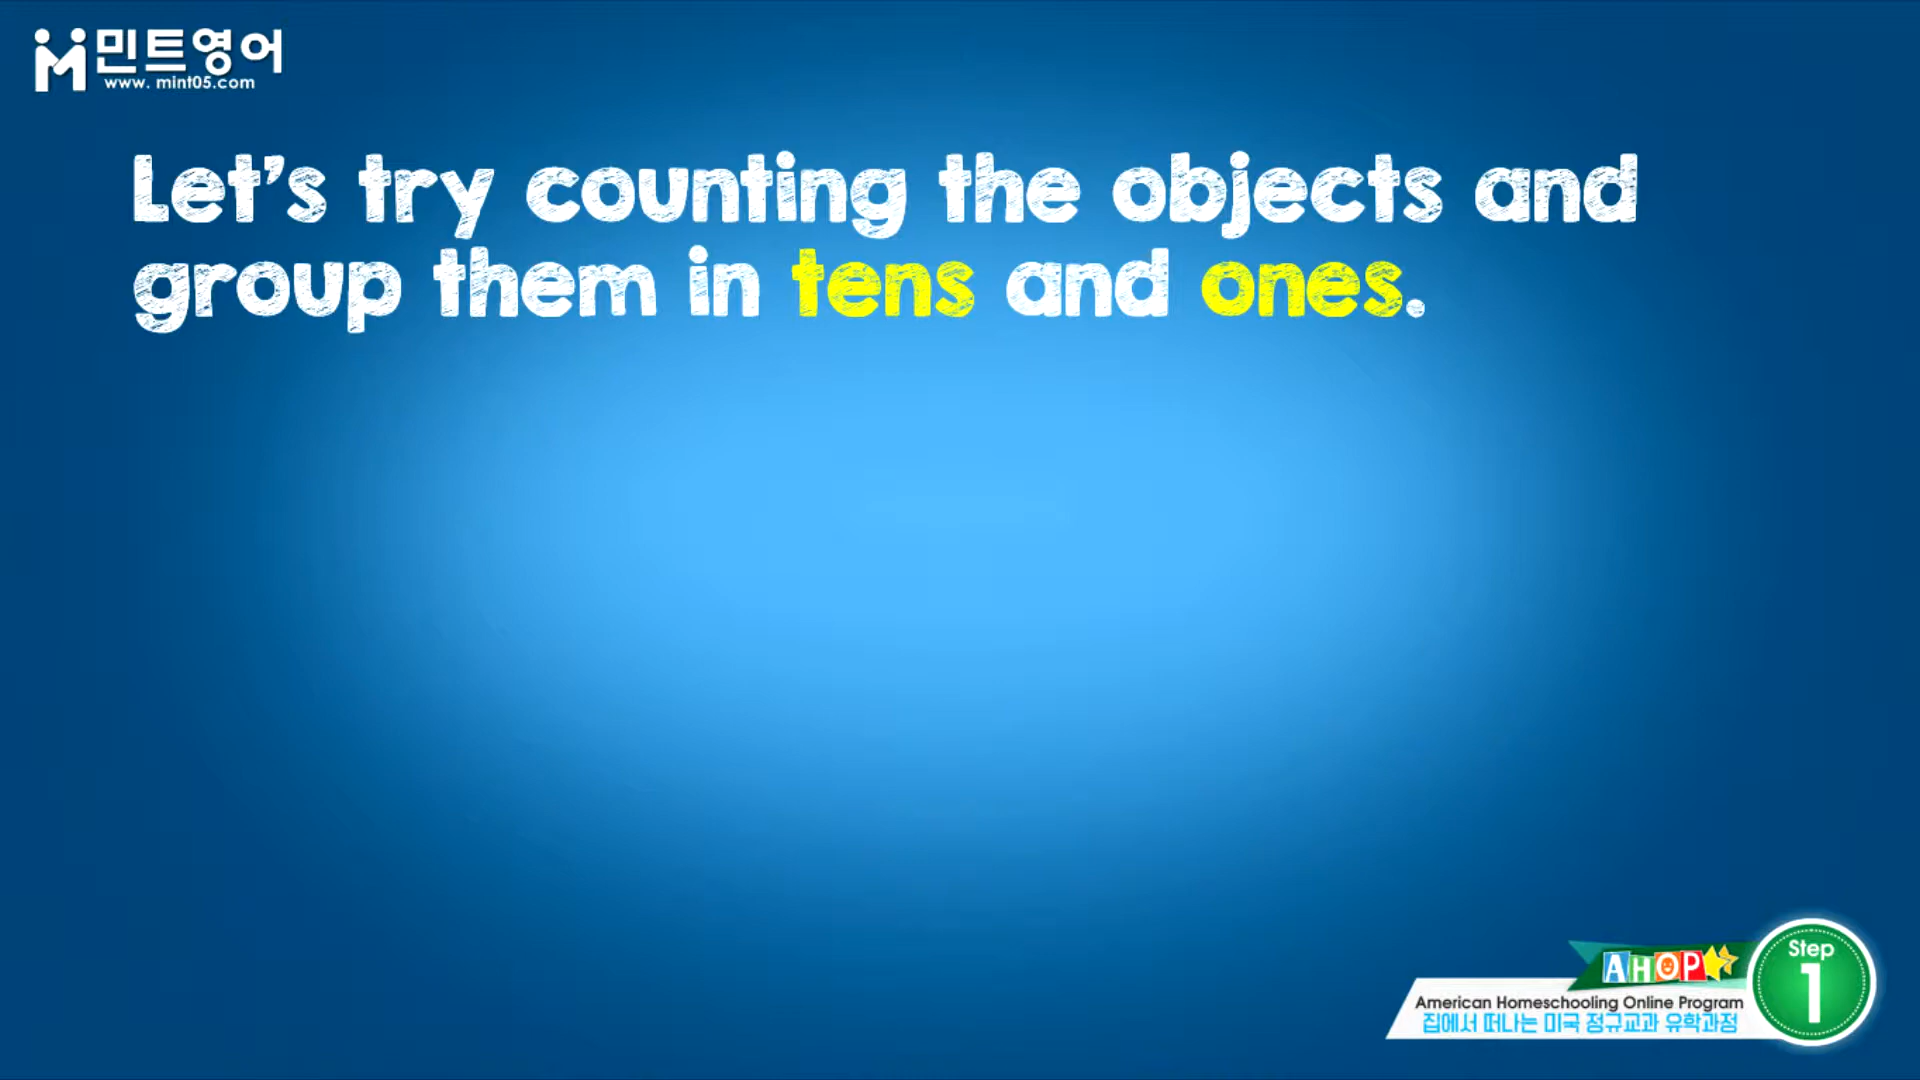 민트영어
www. mint05.com
Let's try counting the objects and
group them in tens and ones.
AHOP
Step
1
American Homeschooling Online Program
집에서 떠나는 미국 정규교과 유학과정